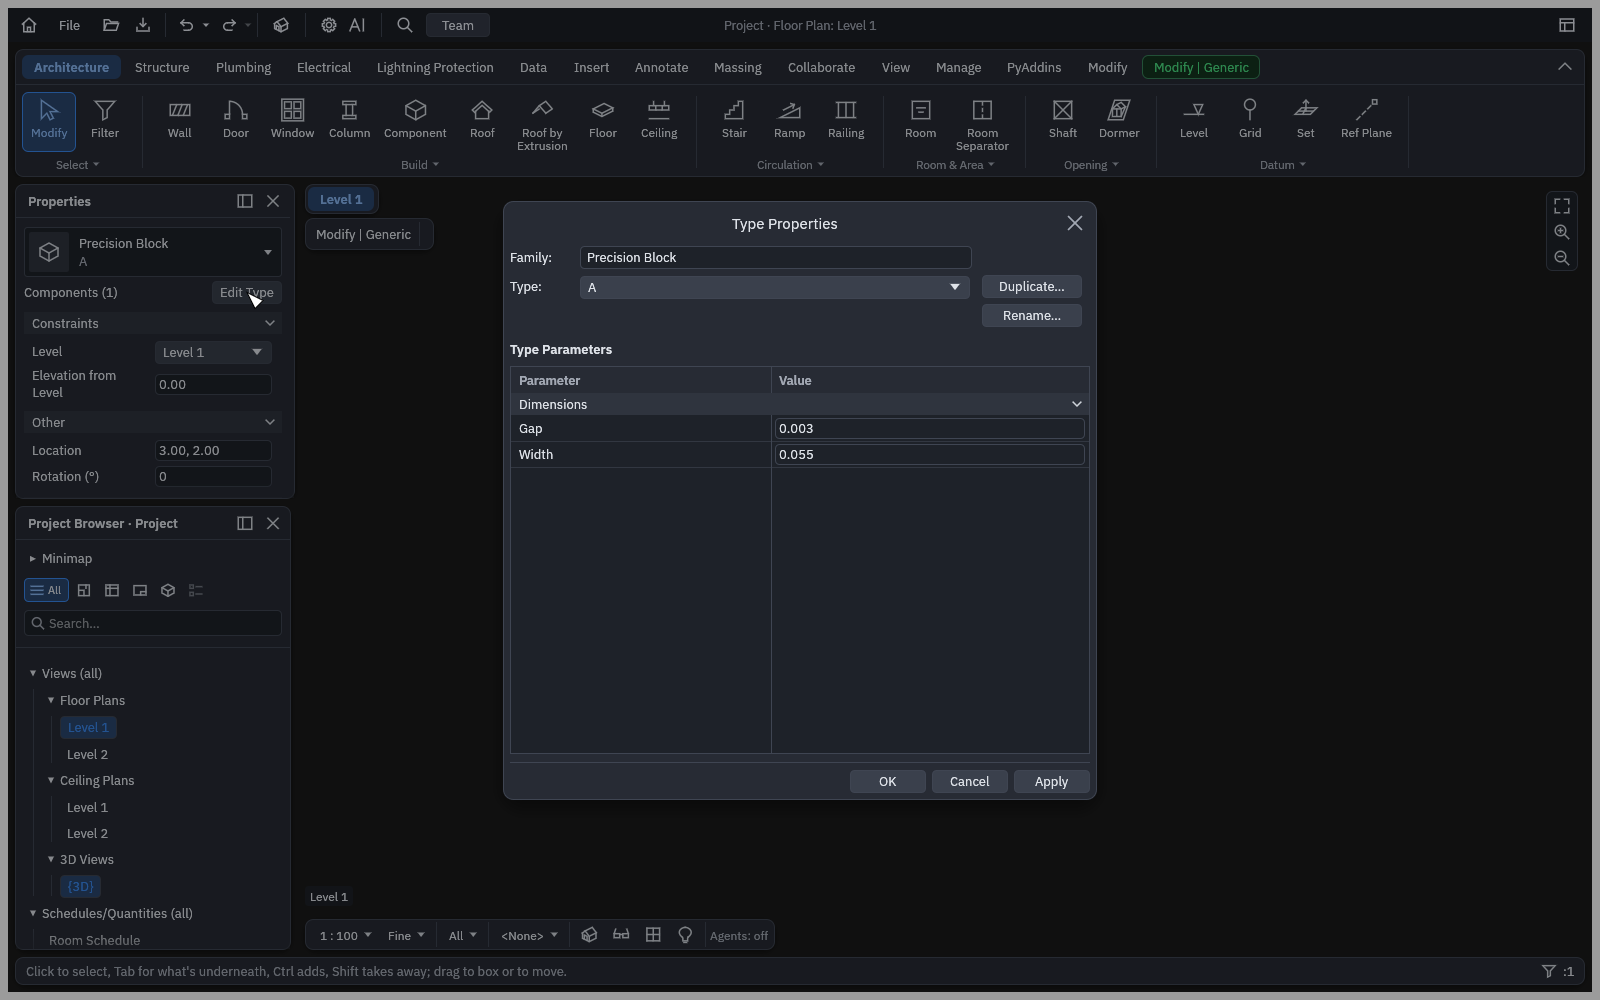 File
AI
Team
Project · Floor Plan: Level 1
Architecture
Structure
Plumbing
Electrical
Lightning Protection
Data
Insert
Annotate
Massing
Collaborate
View
Manage
PyAddins
Modify
Modify | Generic
Modify
Filter
Wall
Door
Window
Column
Component
Roof
Roof by
Extrusion
Floor
Ceiling
Stair
Ramp
Railing
Room
Room
Separator
Shaft
Dormer
Level
Grid
Set
Ref Plane
Select
Build
Circulation
Room & Area
Opening
Datum
Properties
Precision Block
A
Components (1)
Edit Type
Constraints
Level
Level 1
Elevation from
Level
0.00
Other
Location
3.00, 2.00
Rotation (°)
0
Project Browser · Project
Minimap
All
Search...
Views (all)
Floor Plans
Level 1
Level 2
Ceiling Plans
Level 1
Level 2
3D Views
{3D}
Schedules/Quantities (all)
Room Schedule
Level 1
Modify | Generic
Type Properties
Family:
Precision Block
Type:
A
Duplicate...
Rename...
Type Parameters
Parameter
Value
Dimensions
Gap
0.003
Width
0.055
OK
Cancel
Apply
Level 1
1 : 100
Fine
All
<None>
Agents: off
Click to select, Tab for what's underneath, Ctrl adds, Shift takes away; drag to box or to move.
:1